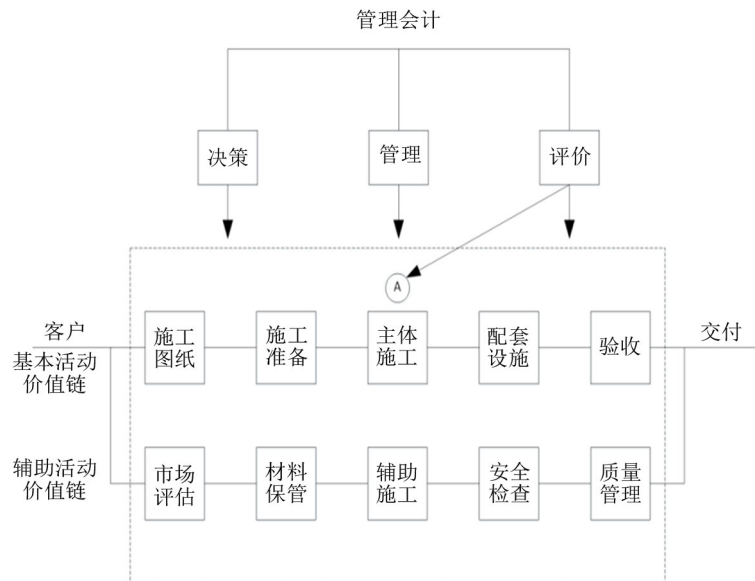 管理会计
决策
管理
评价
A
客户
基本活动
价值链
施工
图纸
施工
准备
主体
施工
配套
设施
验收
交付
辅助活动
价值链
市场
评估
材料
保管
辅助
施工
安全
检查
质量
管理